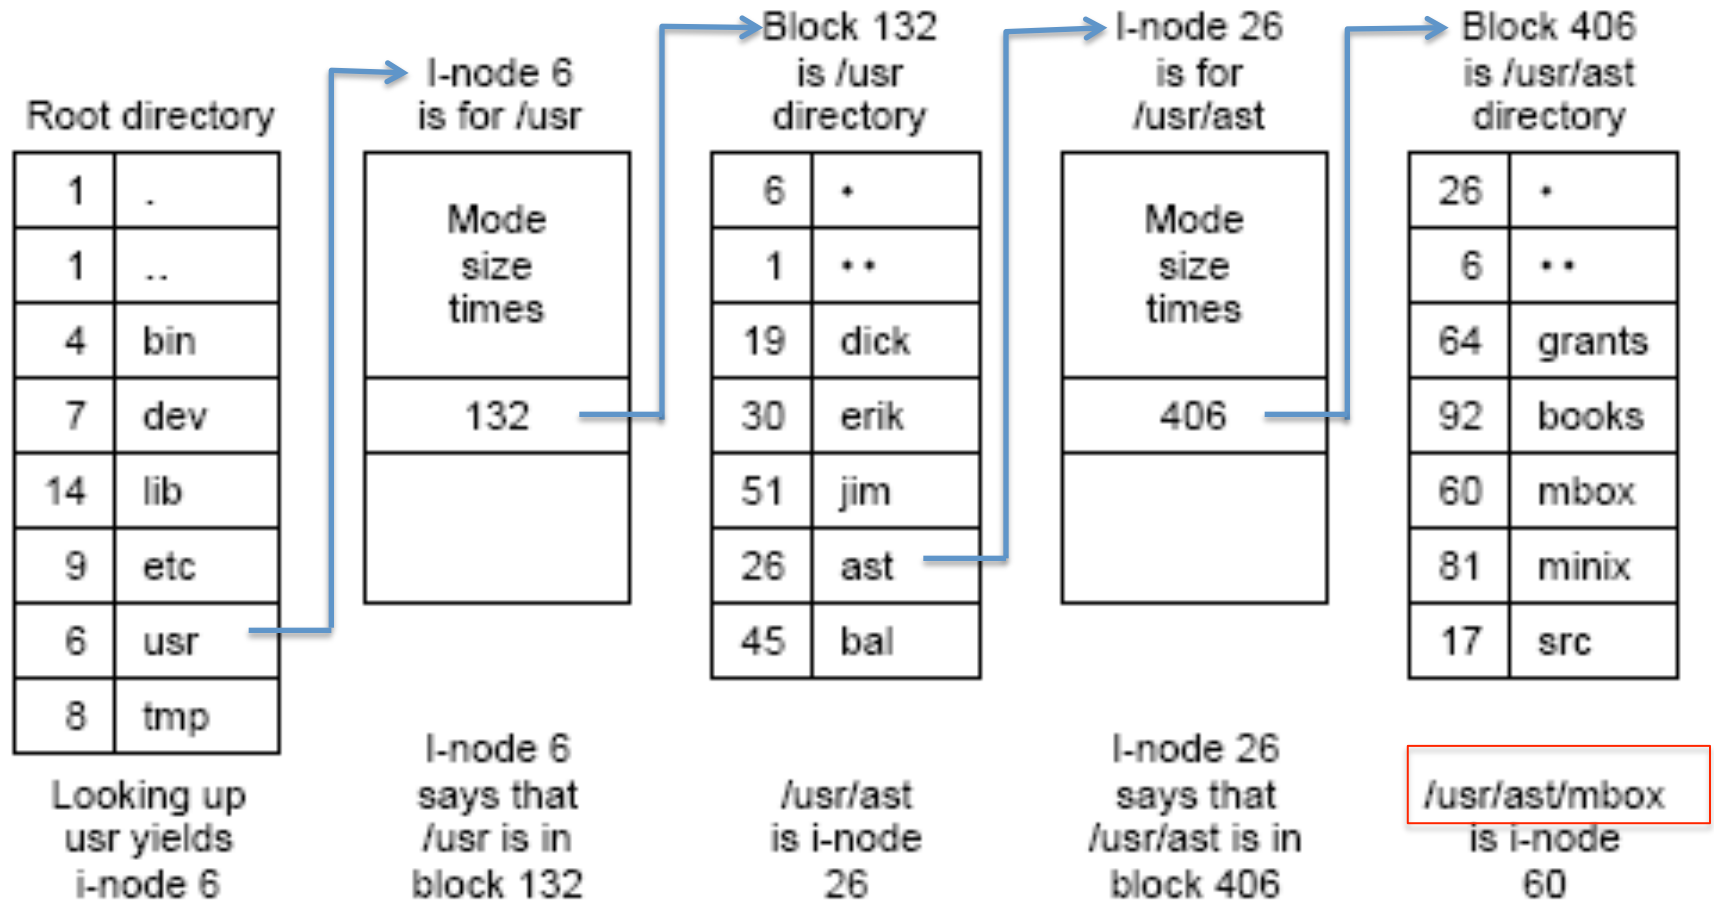 Root directory
1 .
1 ..
4 bin
7 dev
14 lib
9 etc
6 usr
8 tmp
Looking up
usr yields
i-node 6
I-node 6
is for /usr
Mode
size
times
132
I-node 6
says that
/usr is in
block 132
Block 132
is /usr
directory
6 •
1 ••
19 dick
30 erik
51 jim
26 ast
45 bal
/usr/ast
is i-node
26
I-node 26
is for
/usr/ast
Mode
size
times
406
I-node 26
says that
/usr/ast is in
block 406
Block 406
is /usr/ast
directory
26 •
6 ••
64 grants
92 books
60 mbox
81 minix
17 src
/usr/ast/mbox
is i-node
60